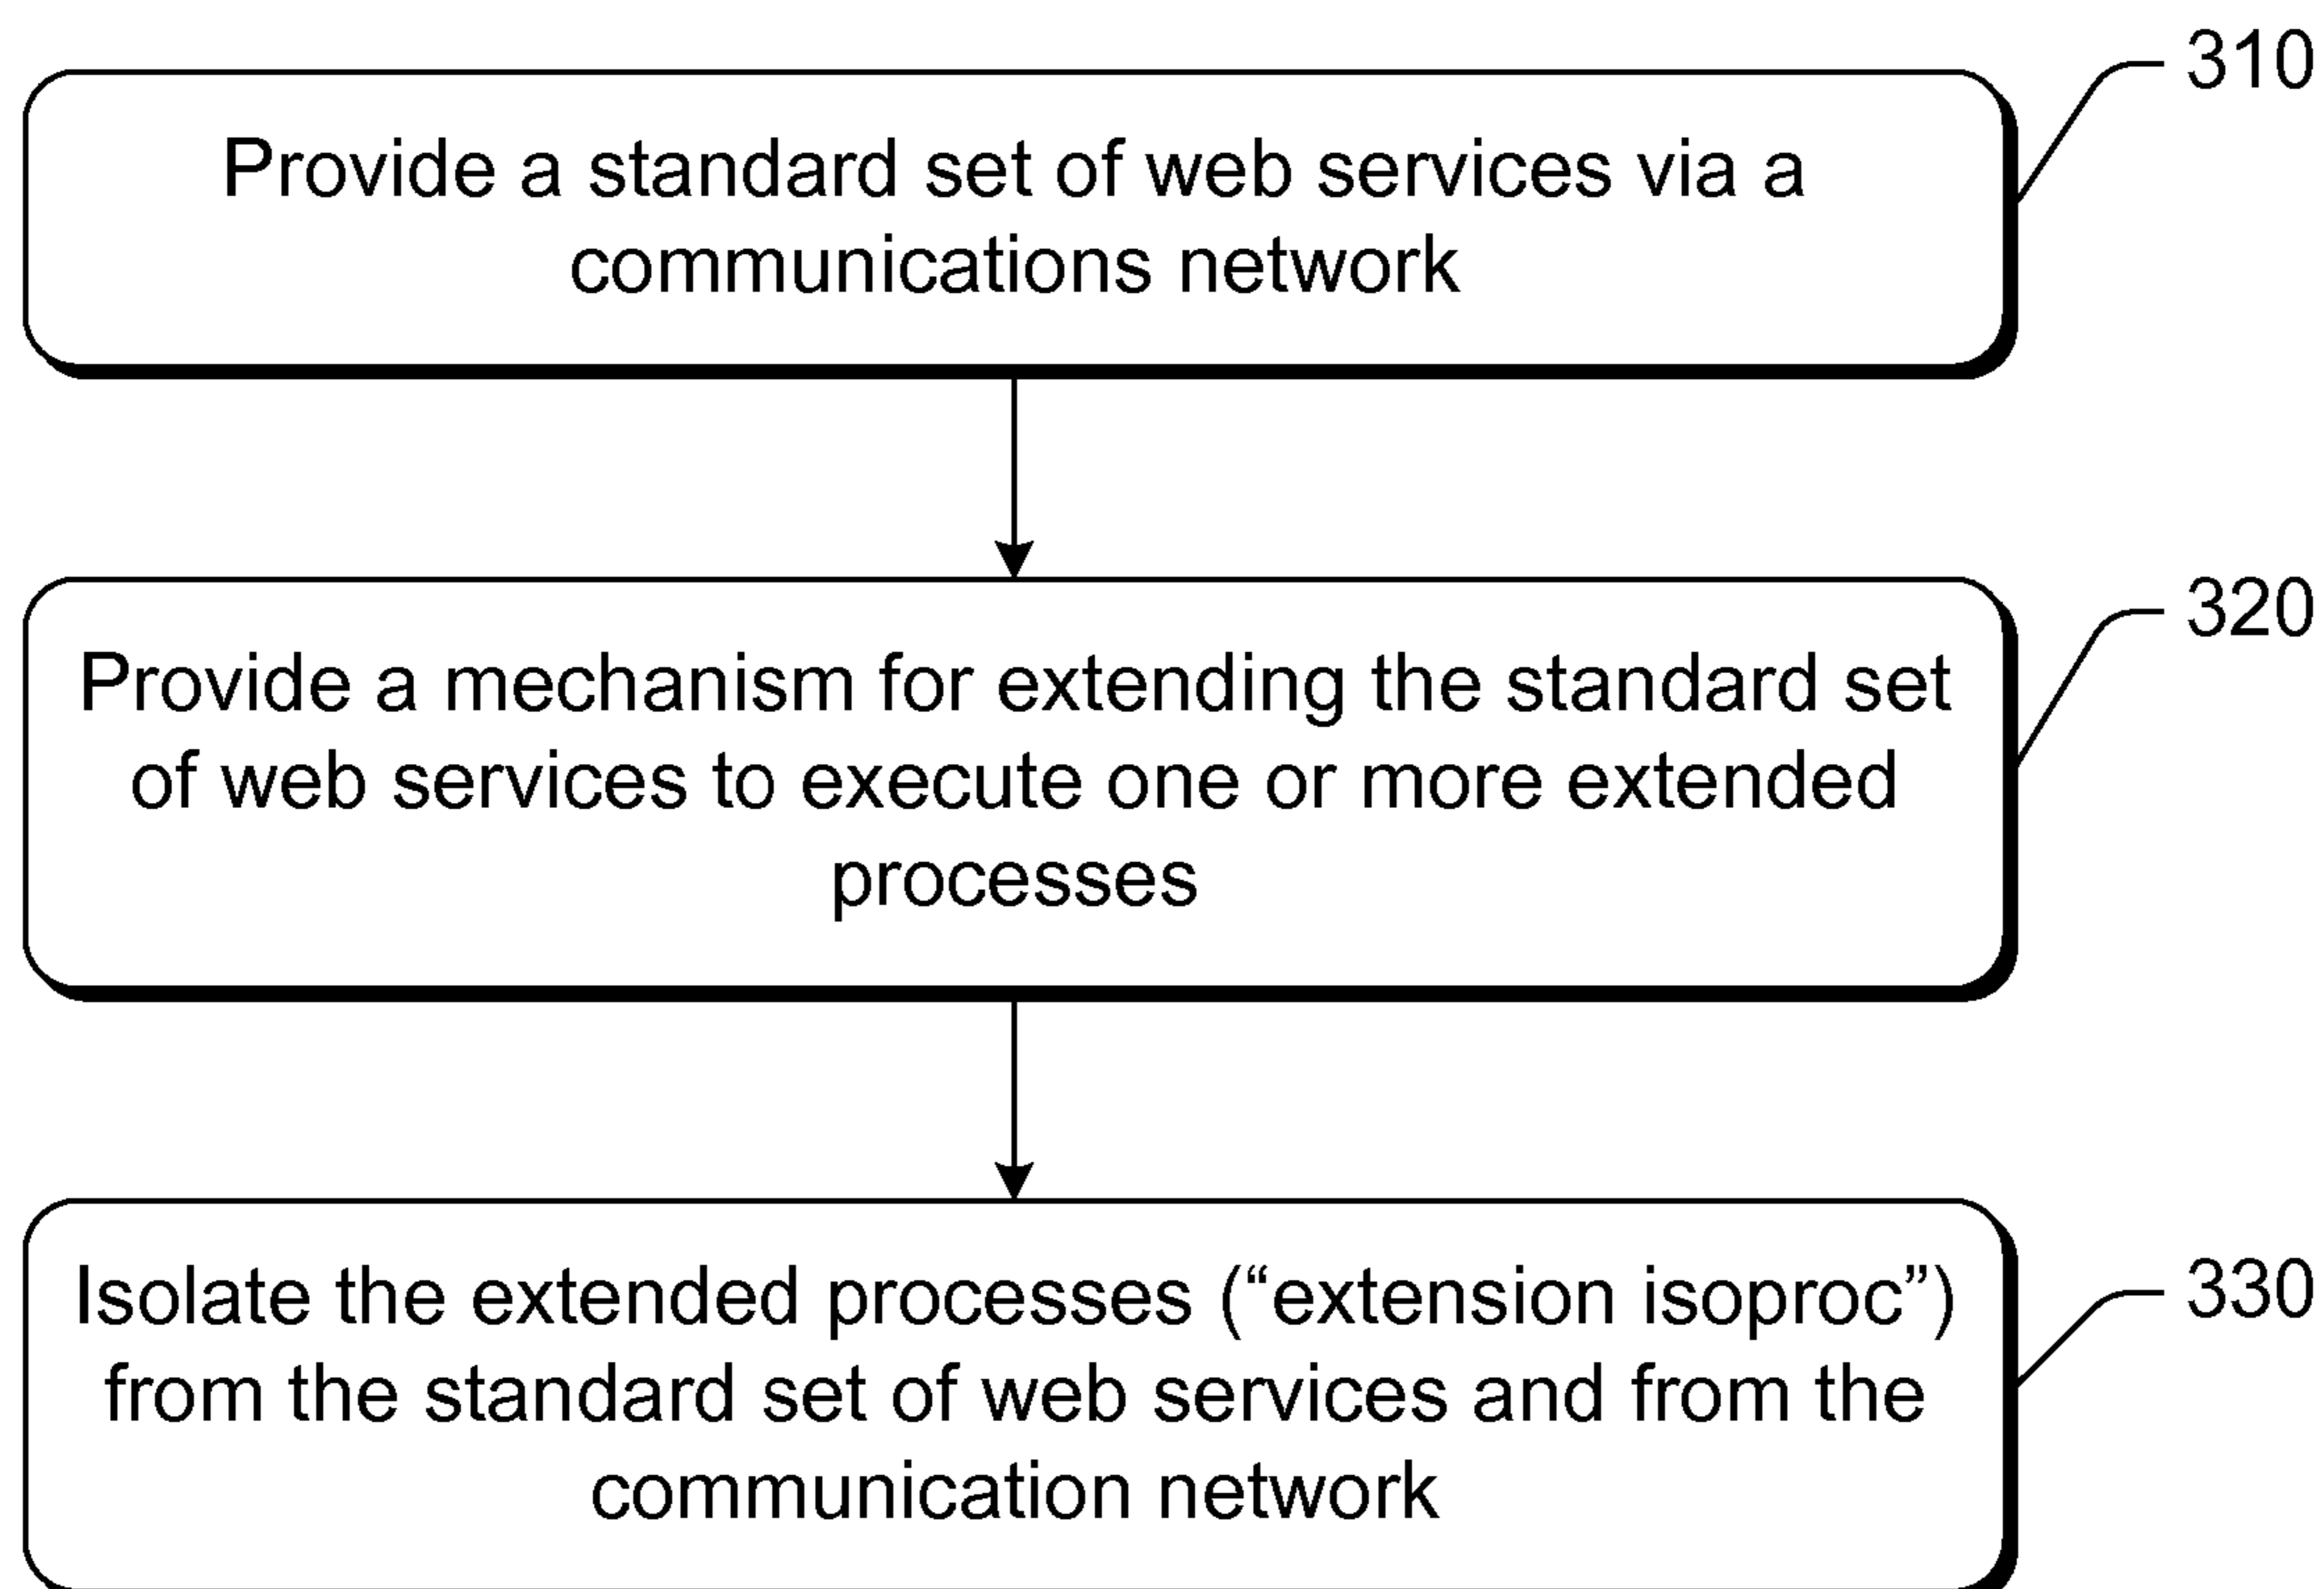 310
Provide a standard set of web services via a
communications network
320
Provide a mechanism for extending the standard set
of web services to execute one or more extended
processes
330
Isolate the extended processes (“extension isoproc”)
from the standard set of web services and from the
communication network